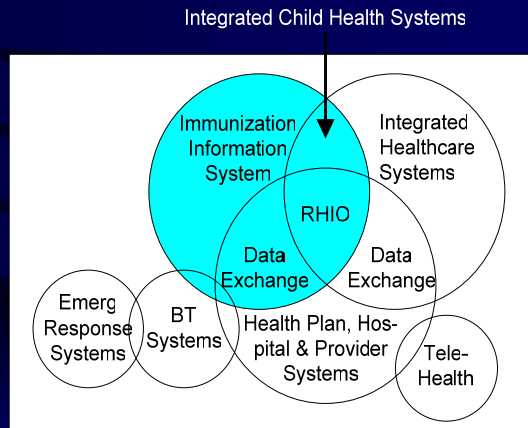 Integrated Child Health Systems
Immunization
Information
System
Integrated
Healthcare
Systems
RHIO
Data
Exchange
Data
Exchange
Emerg
Response
Systems
BT
Systems
Health Plan, Hos-
pital & Provider
Systems
Tele-
Health